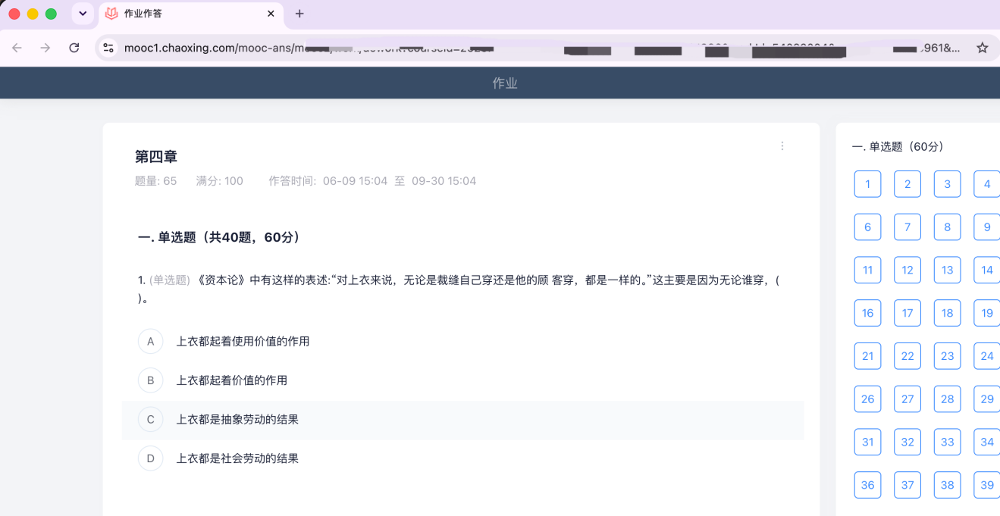 作业作答
mooc1.chaoxing.com/mooc-ans/m 961&...
作业
第四章
题量: 65 满分: 100 作答时间: 06-09 15:04 至 09-30 15:04
一. 单选题（共40题，60分）
1. (单选题) 《资本论》中有这样的表述:“对上衣来说，无论是裁缝自己穿还是他的顾 客穿，都是一样的。”这主要是因为无论谁穿，(
)。
A 上衣都起着使用价值的作用
B 上衣都起着价值的作用
C 上衣都是抽象劳动的结果
D 上衣都是社会劳动的结果
一. 单选题（60分）
1 2 3 4
6 7 8 9
11 12 13 14
16 17 18 19
21 22 23 24
26 27 28 29
31 32 33 34
36 37 38 39